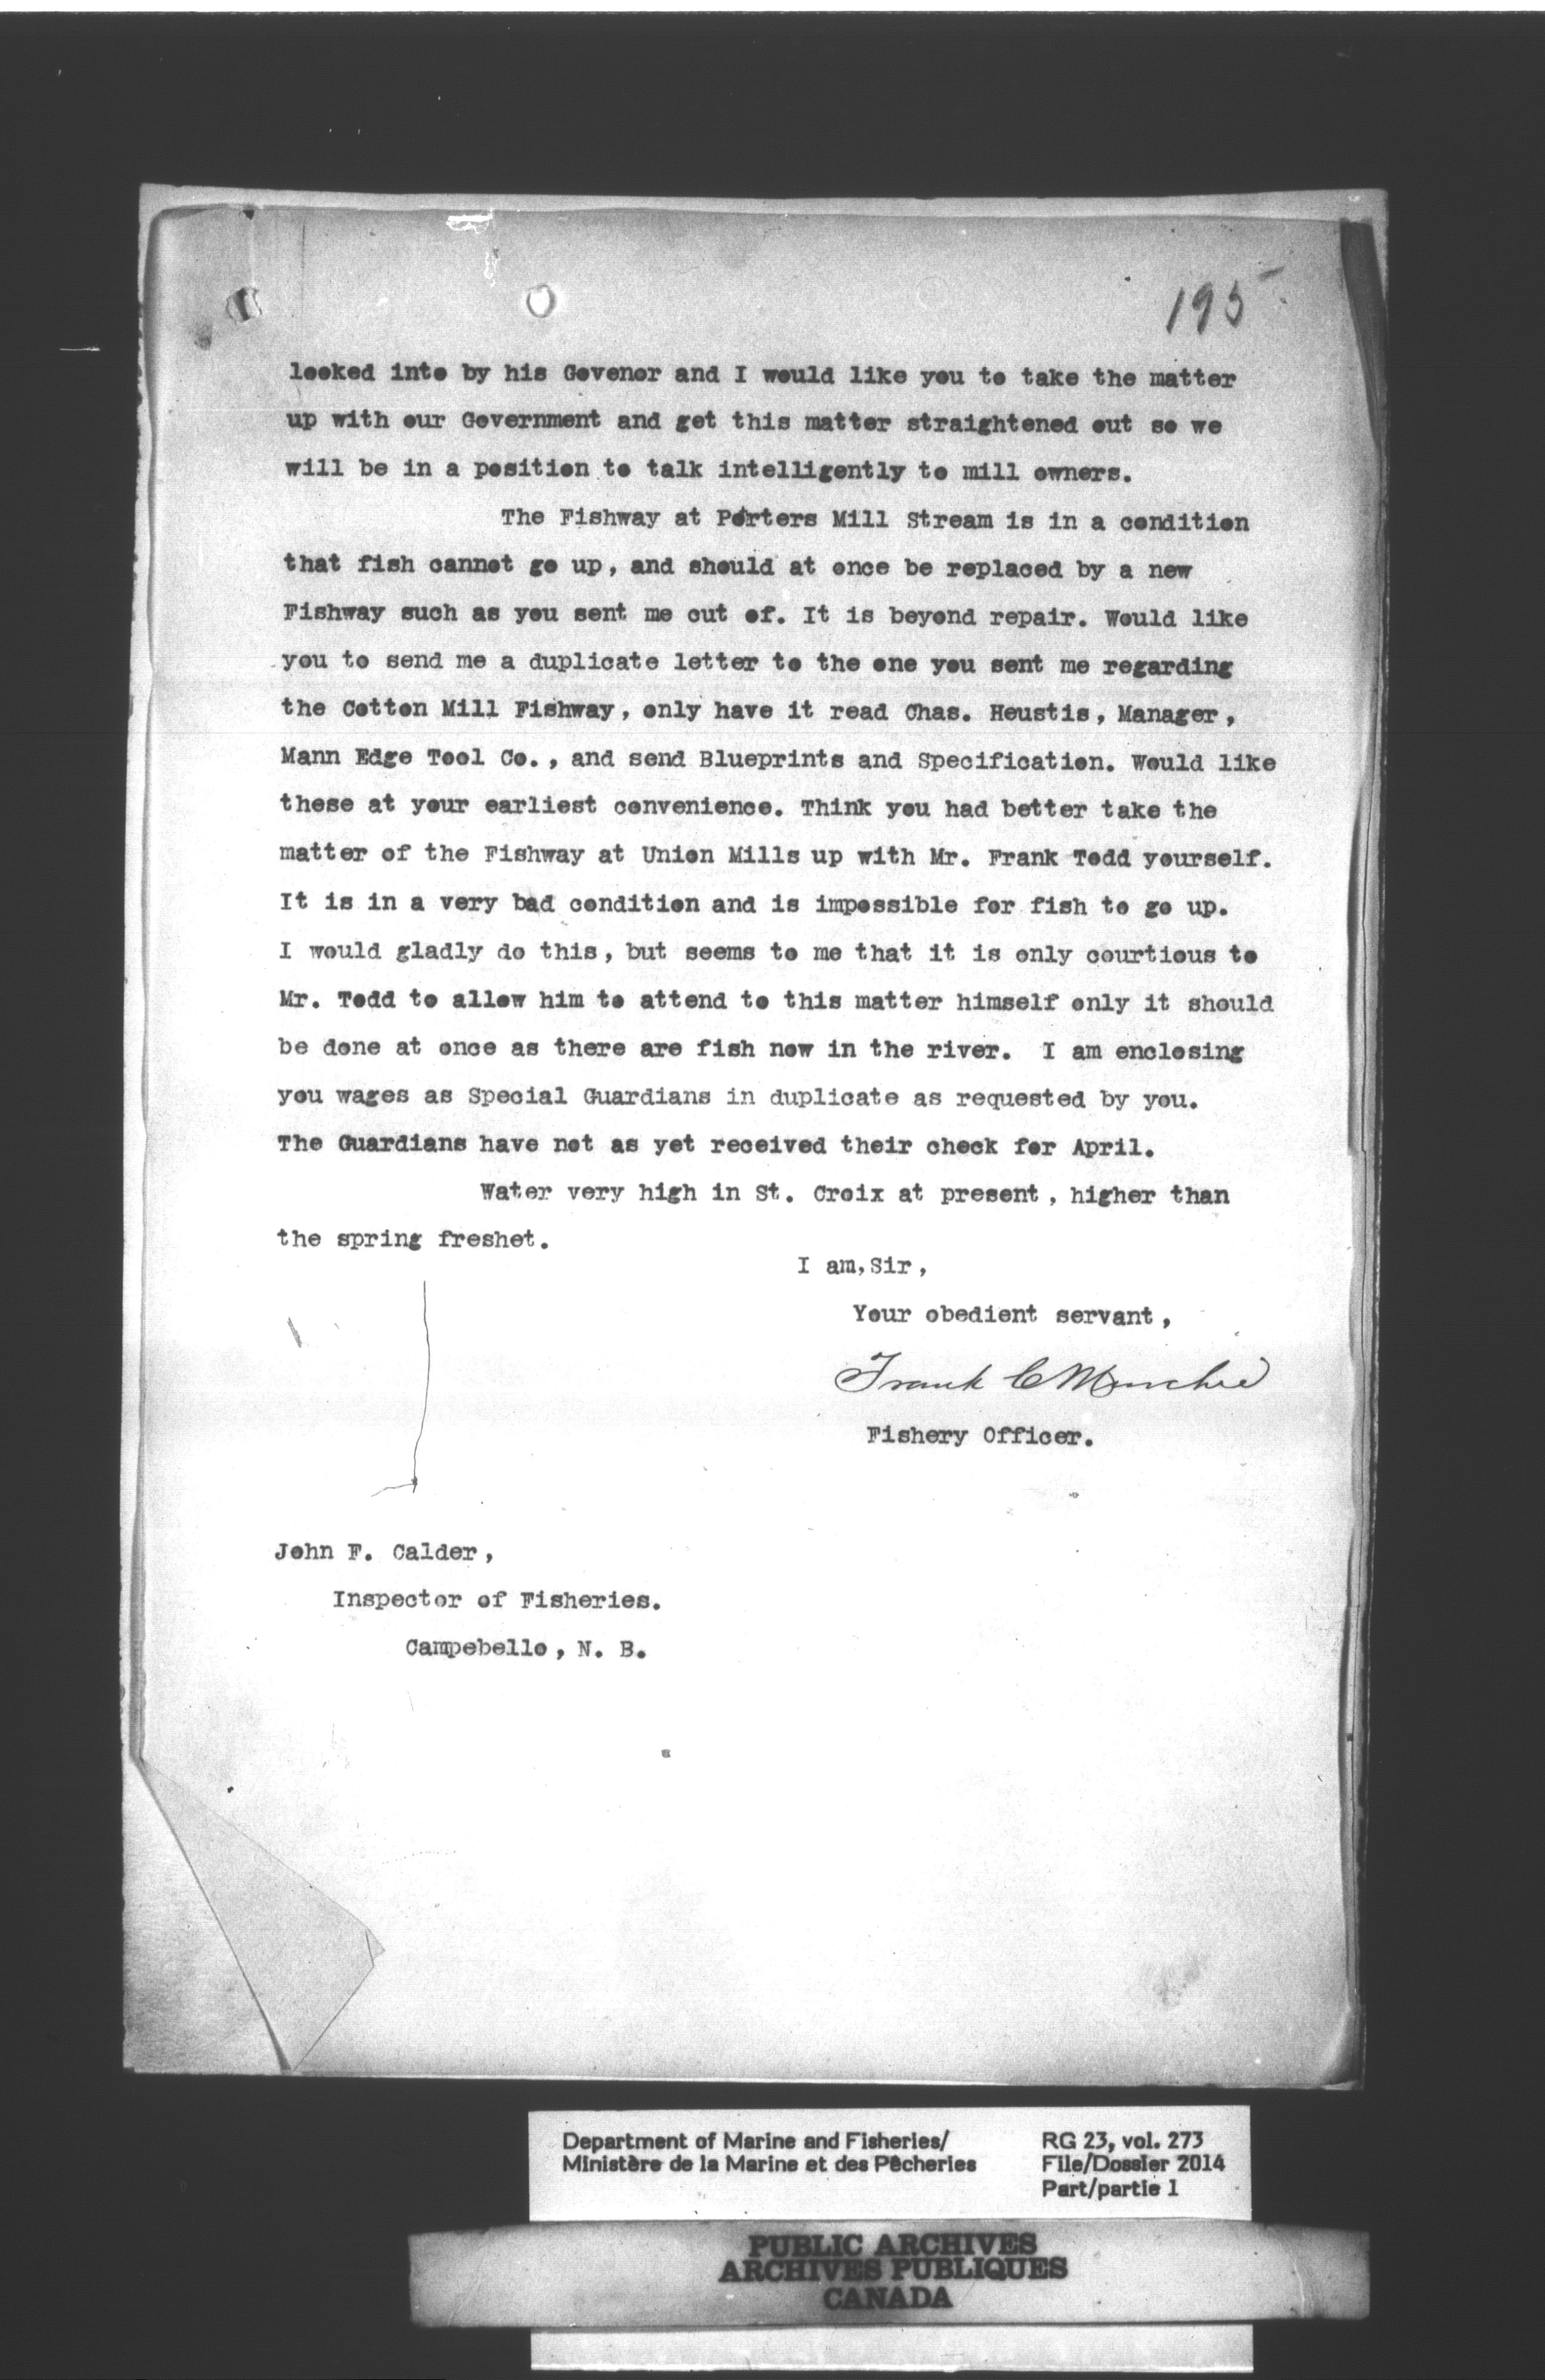 195
looked into by his Govenor and I would like you to take the matter
up with our Government and get this matter straightened out so we
will be in a position to talk intelligently to mill owners.
The Fishway at Porters Mill Stream is in a condition
that fish cannot go up, and should at once be replaced by a new
Fishway such as you sent me cut of. It is beyond repair. Would like
you to send me a duplicate letter to the one you sent me regarding
the Cotton Mill Fishway, only have it read Chas. Heustis, Manager,
Mann Edge Tool Co., and send Blueprints and Specification. Would like
these at your earliest convenience. Think you had better take the
matter of the Fishway at Union Mills up with Mr. Frank Todd yourself.
It is in a very bad condition and is impossible for fish to go up.
I would gladly do this, but seems to me that it is only courtious to
Mr. Todd to allow him to attend to this matter himself only it should
be done at once as there are fish now in the river. I am enclosing
you wages as Special Guardians in duplicate as requested by you.
The Guardians have not as yet received their check for April.
Water very high in St. Croix at present, higher than
the spring freshet.
I am, Sir,
Your obedient servant,
Frank C
Fishery Officer.
John F. Calder,
Inspector of Fisheries.
Campebello, N. B.
Department of Marine and Fisheries/
Ministère de la Marine et des Pêcheries
RG 23, vol. 273
File/Dossier 2014
Part/partie 1
PUBLIC ARCHIVES
ARCHIVES PUBLIQUES
CANADA